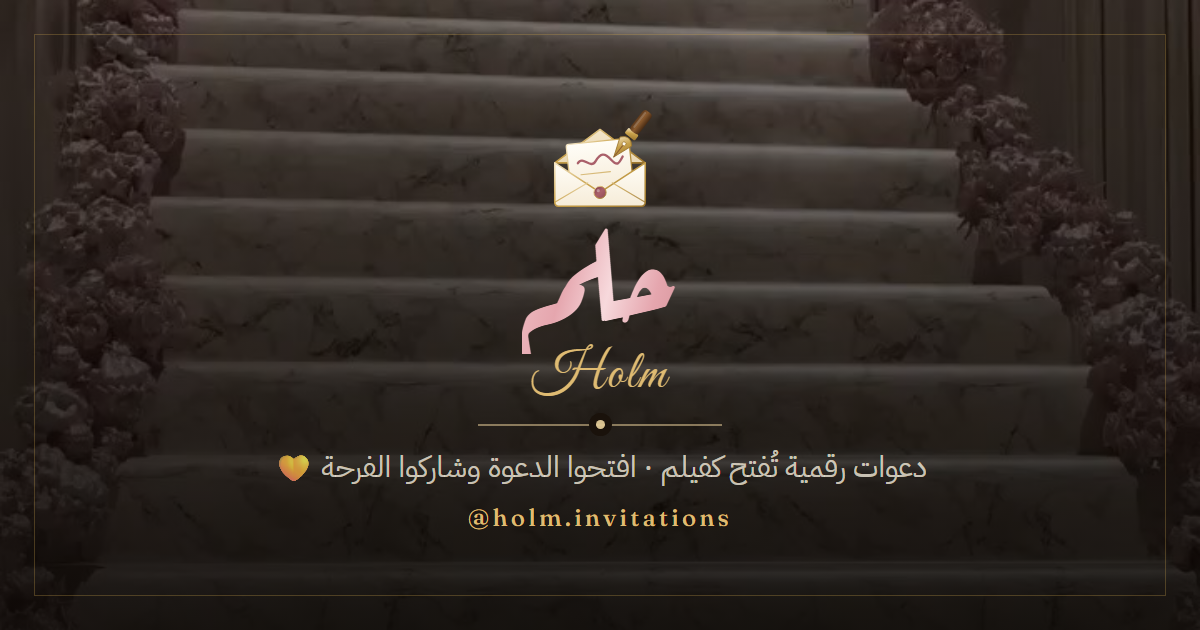 حلم
Holm
دعوات رقمية تُفتح كفيلم · افتحوا الدعوة وشاركوا الفرحة 💛
@holm.invitations